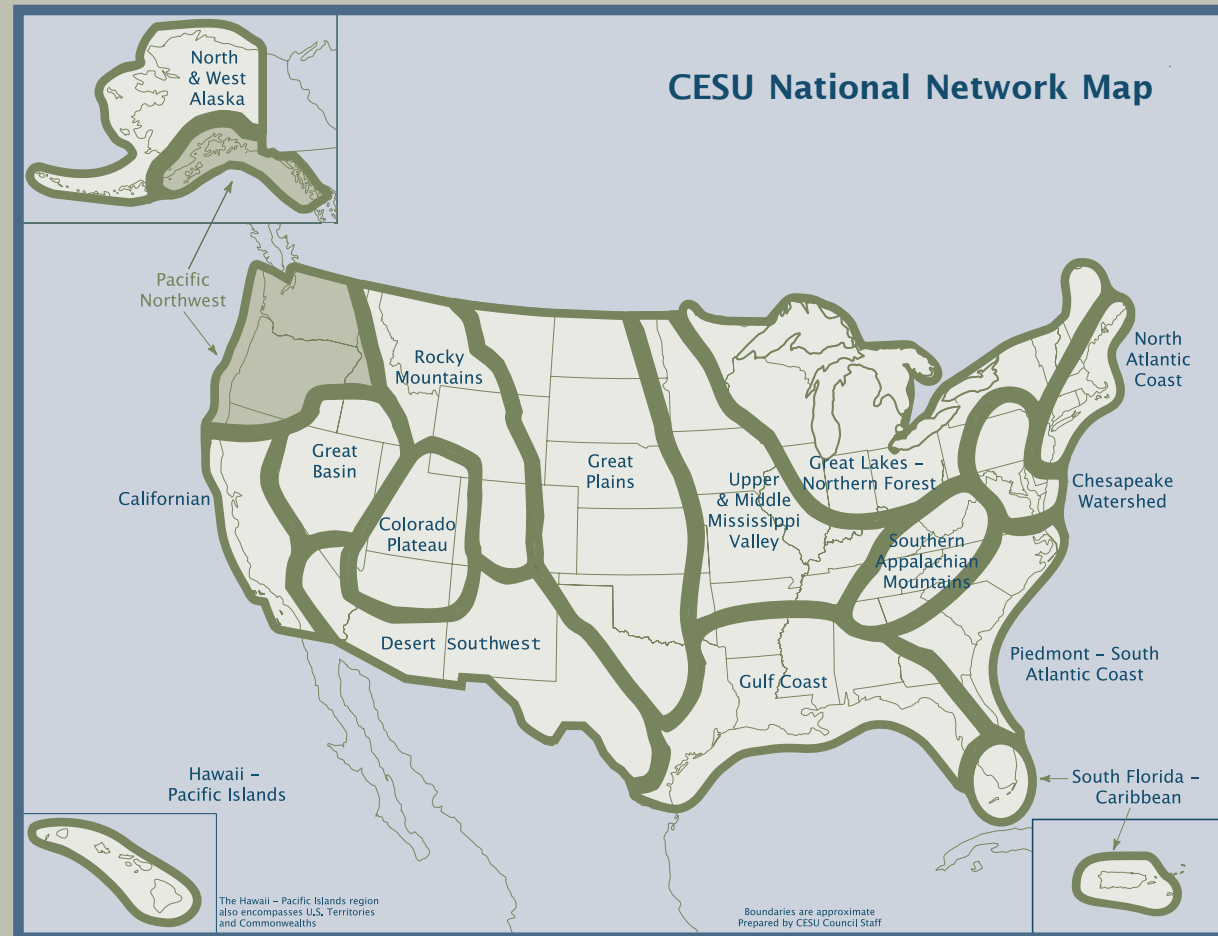 CESU National Network Map
North
& West
Alaska
Pacific
Northwest
Rocky
Mountains
North
Atlantic
Coast
Great
Basin
Great
Plains
Upper
& Middle
Mississippi
Valley
Great Lakes –
Northern Forest
Chesapeake
Watershed
Californian
Colorado
Plateau
Southern
Appalachian
Mountains
Desert Southwest
Gulf Coast
Piedmont – South
Atlantic Coast
Hawaii –
Pacific Islands
South Florida –
Caribbean
The Hawaii – Pacific Islands region
also encompasses U.S. Territories
and Commonwealths
Boundaries are approximate
Prepared by CESU Council Staff